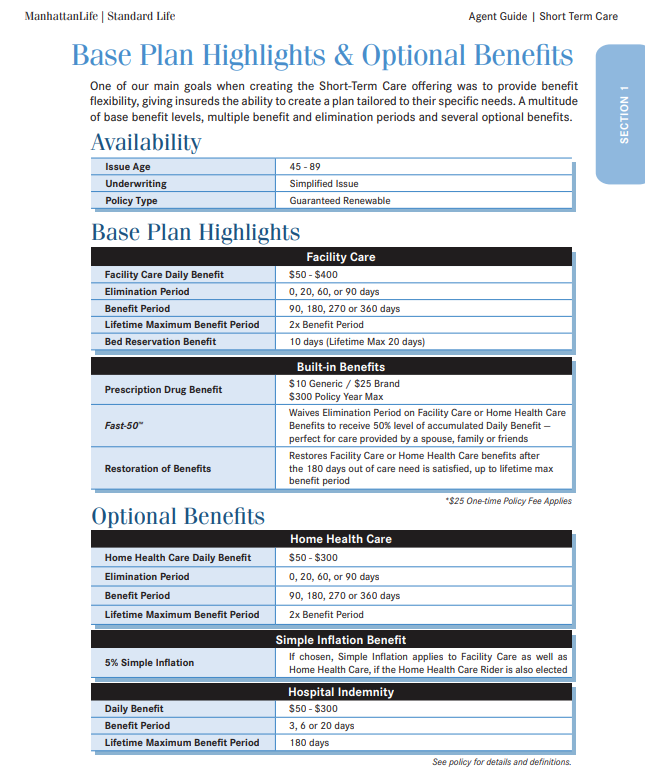 ManhattanLife | Standard Life
Agent Guide | Short Term Care
Base Plan Highlights & Optional Benefits
SECTION 1
One of our main goals when creating the Short-Term Care offering was to provide benefit
flexibility, giving insureds the ability to create a plan tailored to their specific needs. A multitude
of base benefit levels, multiple benefit and elimination periods and several optional benefits.
Availability
Issue Age 45 - 89
Underwriting Simplified Issue
Policy Type Guaranteed Renewable
Base Plan Highlights
Facility Care
Facility Care Daily Benefit $50 - $400
Elimination Period 0, 20, 60, or 90 days
Benefit Period 90, 180, 270 or 360 days
Lifetime Maximum Benefit Period 2x Benefit Period
Bed Reservation Benefit 10 days (Lifetime Max 20 days)
Built-in Benefits
Prescription Drug Benefit
$10 Generic / $25 Brand
$300 Policy Year Max
Fast-50™
Waives Elimination Period on Facility Care or Home Health Care
Benefits to receive 50% level of accumulated Daily Benefit —
perfect for care provided by a spouse, family or friends
Restoration of Benefits
Restores Facility Care or Home Health Care benefits after
the 180 days out of care need is satisfied, up to lifetime max
benefit period
*$25 One-time Policy Fee Applies
Optional Benefits
Home Health Care
Home Health Care Daily Benefit $50 - $300
Elimination Period 0, 20, 60, or 90 days
Benefit Period 90, 180, 270 or 360 days
Lifetime Maximum Benefit Period 2x Benefit Period
Simple Inflation Benefit
5% Simple Inflation
If chosen, Simple Inflation applies to Facility Care as well as
Home Health Care, if the Home Health Care Rider is also elected
Hospital Indemnity
Daily Benefit $50 - $300
Benefit Period 3, 6 or 20 days
Lifetime Maximum Benefit Period 180 days
See policy for details and definitions.